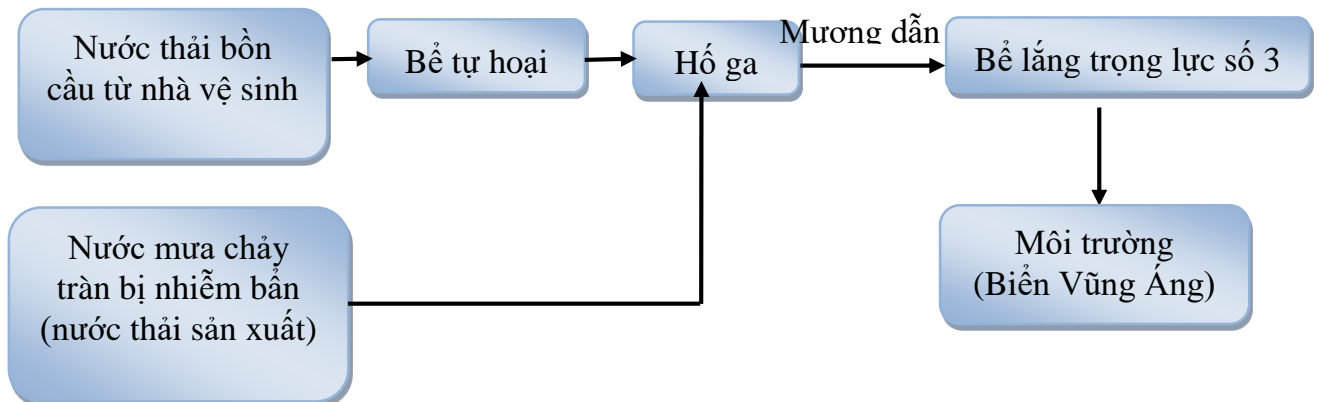 Nước thải bồn
cầu từ nhà vệ sinh
Bể tự hoại
Hố ga
Mương dẫn
Bể lắng trọng lực số 3
Nước mưa chảy
tràn bị nhiễm bẩn
(nước thải sản xuất)
Môi trường
(Biển Vũng Áng)